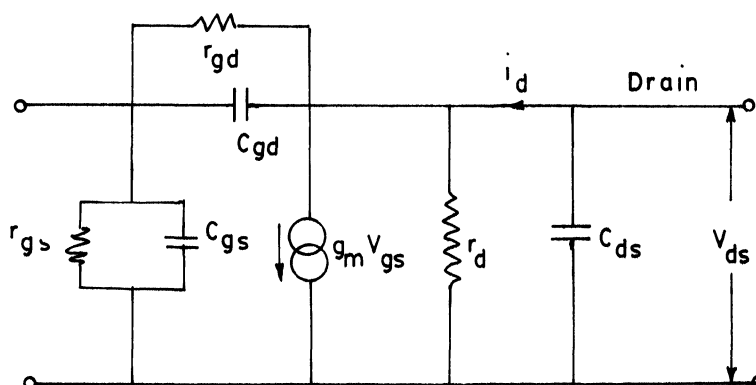 r_gd
i_d
Drain
C_gd
r_gs
C_gs
g_m V_gs
r_d
C_ds
V_ds